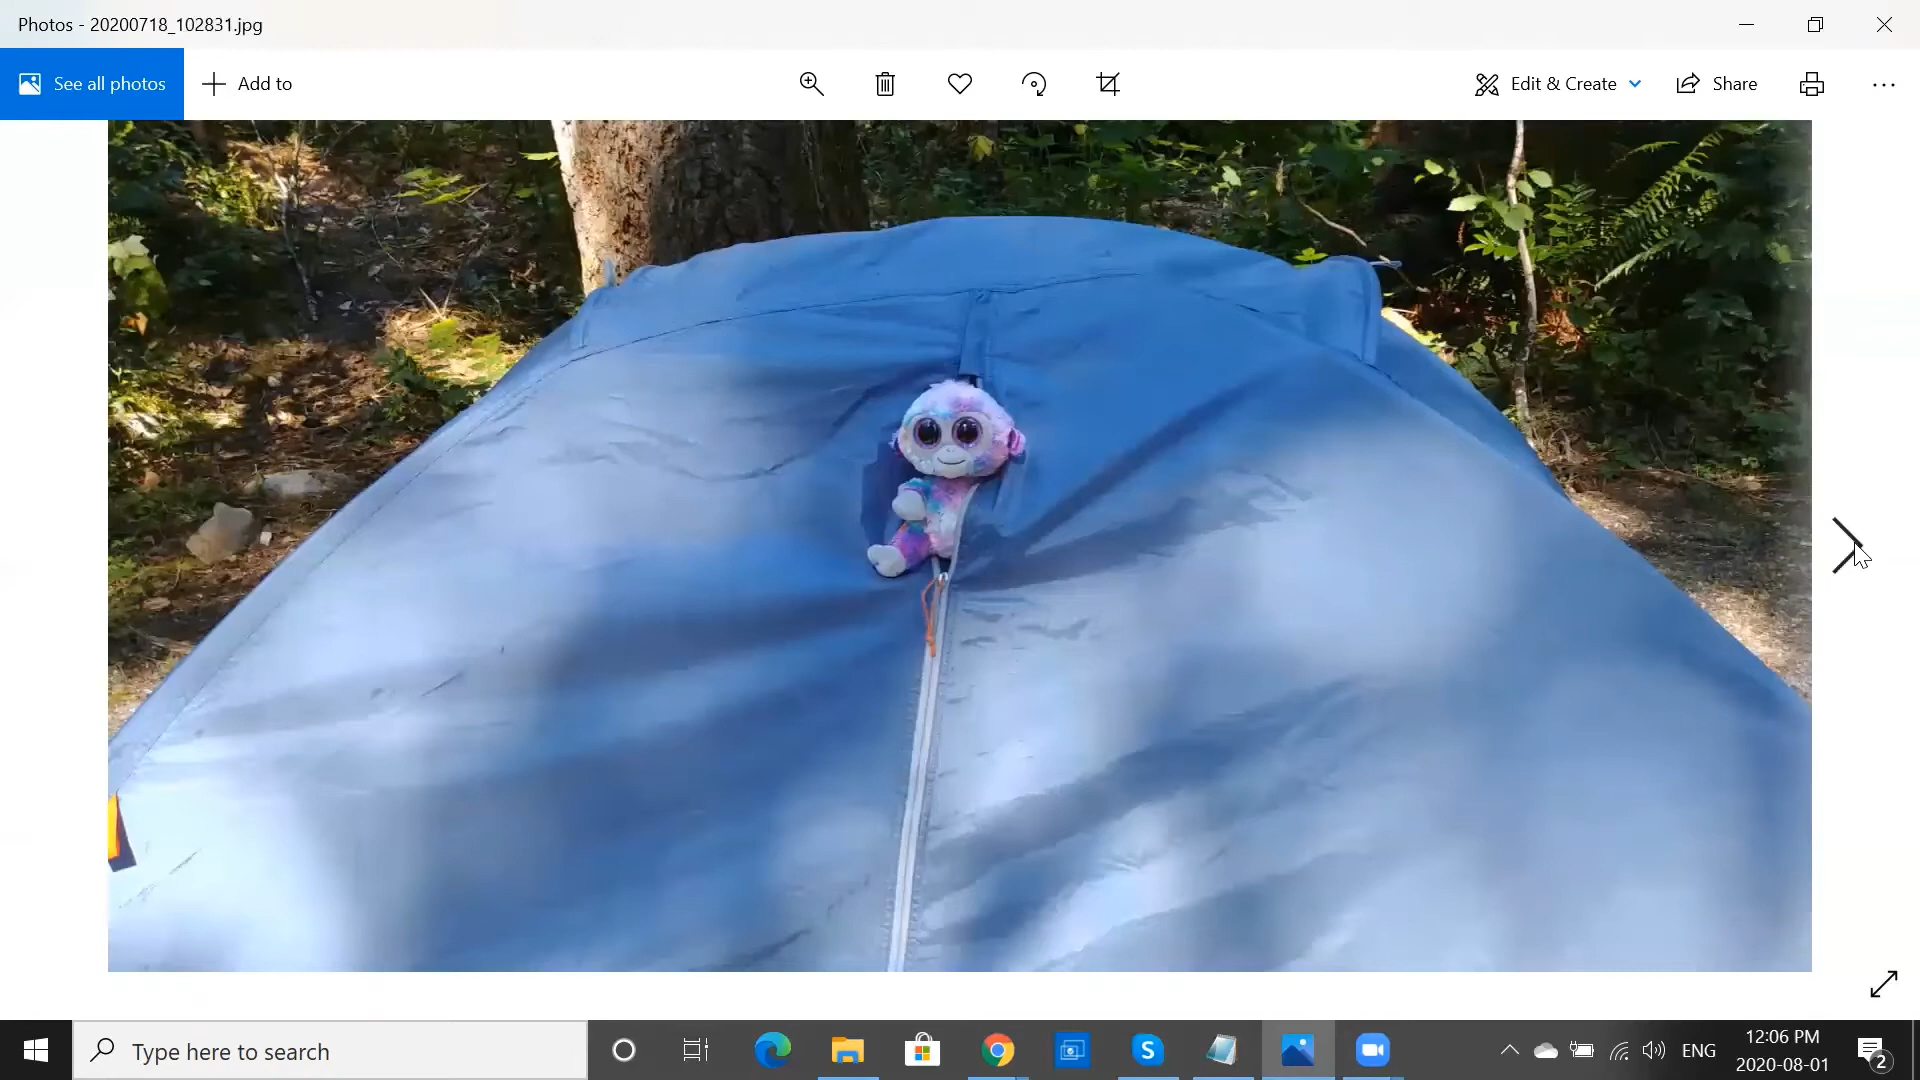 Photos - 20200718_102831.jpg
See all photos
Add to
Edit & Create
Share
Type here to search
S
ENG
12:06 PM
2020-08-01
2